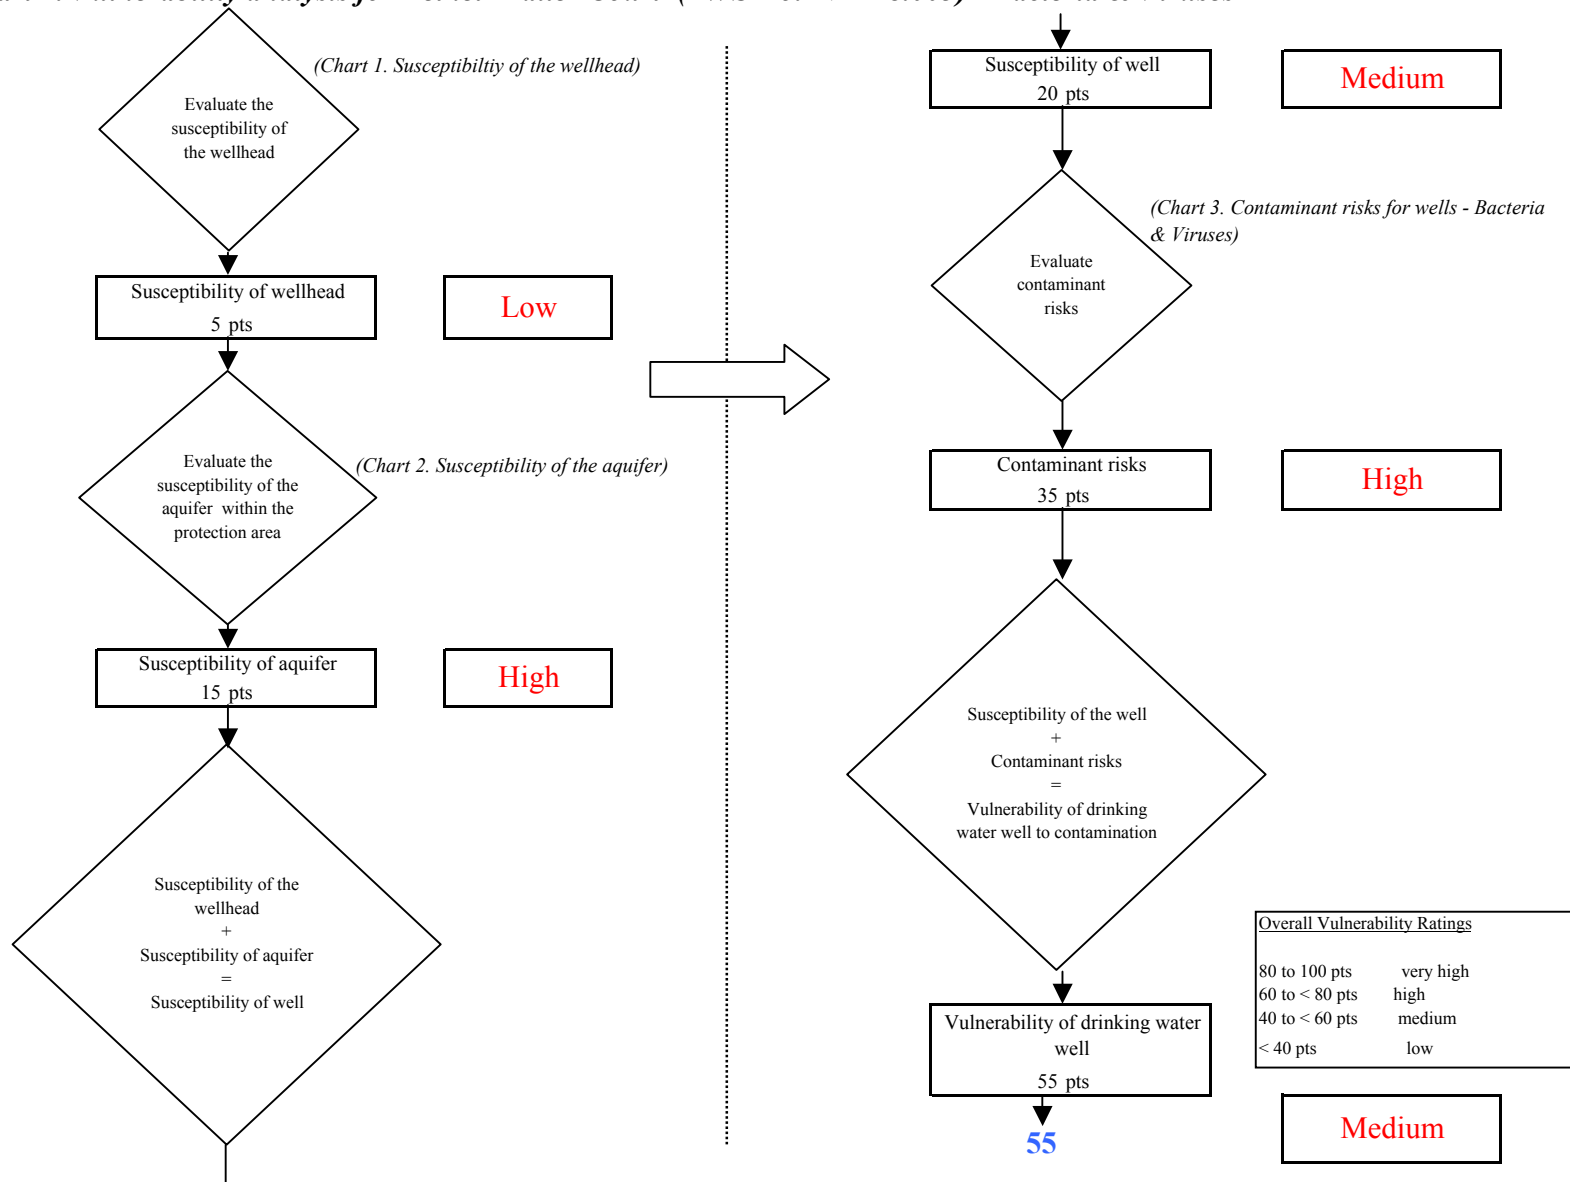 (Chart 1. Susceptibiltiy of the wellhead)
Evaluate the
susceptibility of
the wellhead
Susceptibility of wellhead
5 pts
Low
Evaluate the
susceptibility of the
aquifer within the
protection area
(Chart 2. Susceptibility of the aquifer)
Susceptibility of aquifer
15 pts
High
Susceptibility of the
wellhead
+
Susceptibility of aquifer
=
Susceptibility of well
Susceptibility of well
20 pts
Medium
(Chart 3. Contaminant risks for wells - Bacteria
& Viruses)
Evaluate
contaminant
risks
Contaminant risks
35 pts
High
Susceptibility of the well
+
Contaminant risks
=
Vulnerability of drinking
water well to contamination
Overall Vulnerability Ratings
80 to 100 pts very high
60 to < 80 pts high
40 to < 60 pts medium
< 40 pts low
Vulnerability of drinking water
well
55 pts
55
Medium